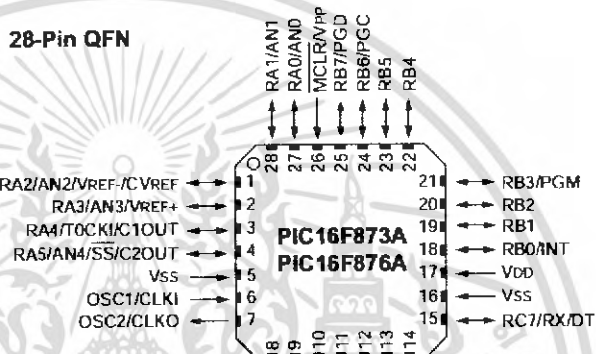 28-Pin QFN
RA1/AN1
RA0/AN0
MCLR/VPP
RB7/PGD
RB6/PGC
RB5
RB4
28 27 26 25 24 23 22
RA2/AN2/VREF-/CVREF 1
RA3/AN3/VREF+ 2
RA4/T0CKI/C1OUT 3
RA5/AN4/SS/C2OUT 4
VSS 5
OSC1/CLKI 6
OSC2/CLKO 7
PIC16F873A
PIC16F876A
21 RB3/PGM
20 RB2
19 RB1
18 RB0/INT
17 VDD
16 VSS
15 RC7/RX/DT
8 9 10 11 12 13 14